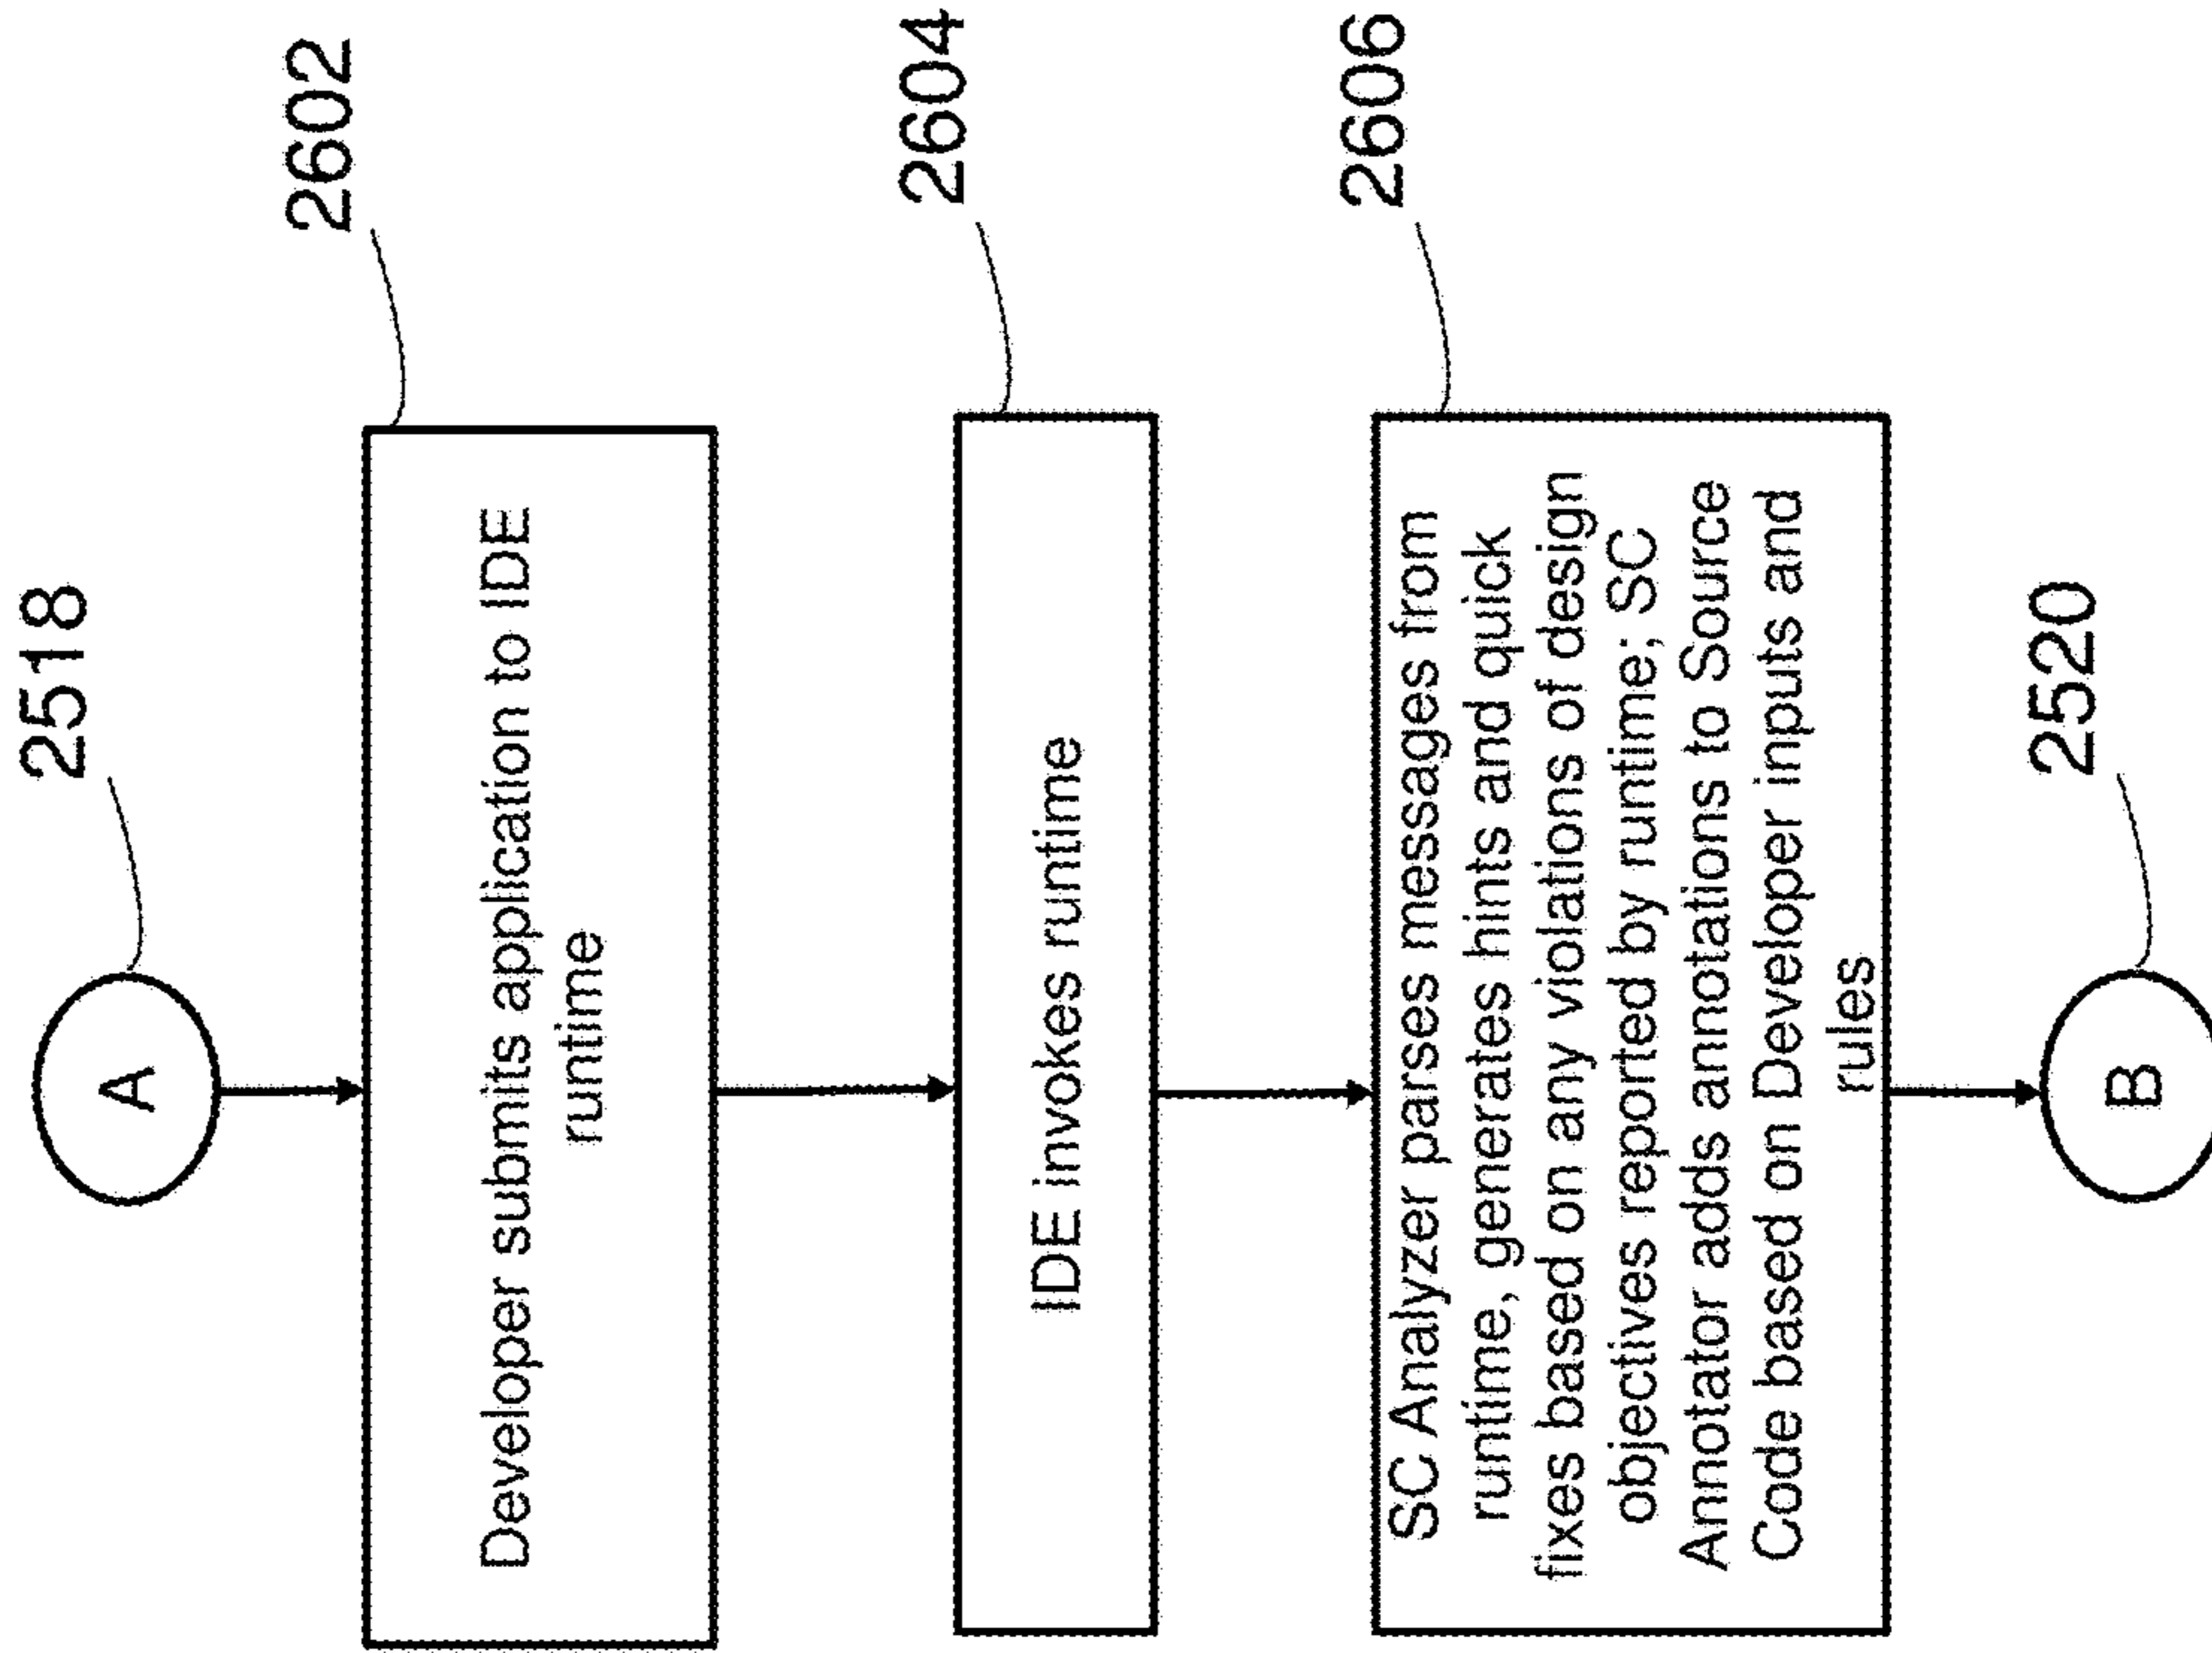 2518
A
2602
Developer submits application to IDE
runtime
2604
IDE invokes runtime
2606
SC Analyzer parses messages from
runtime, generates hints and quick
fixes based on any violations of design
objectives reported by runtime; SC
Annotator adds annotations to Source
Code based on Developer inputs and
rules
2520
B